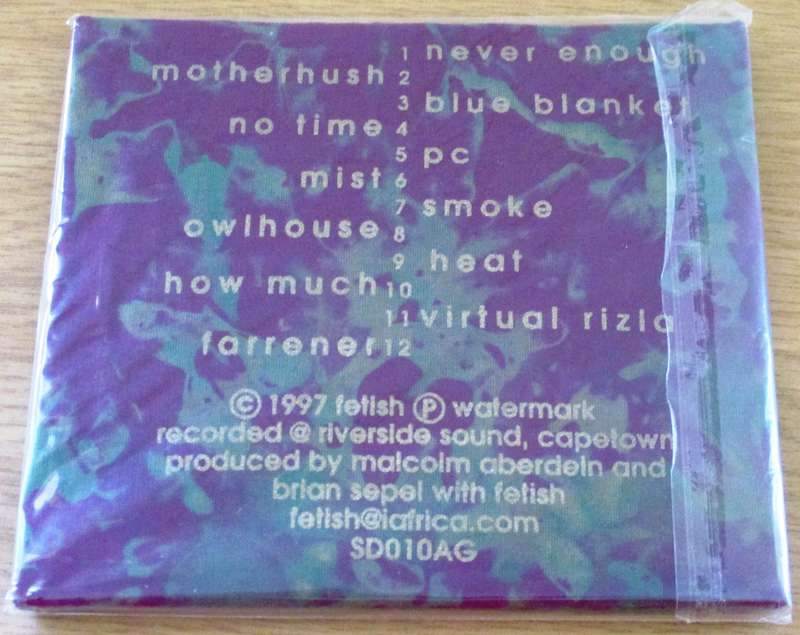 1 never enough
motherhush 2
3 blue blanket
no time 4
5 pc
mist 6
7 smoke
owlhouse 8
9 heat
how much 10
11 virtual rizla
farrener 12
© 1997 fetish ℗ watermark
recorded @ riverside sound, capetown
produced by malcolm aberdein and
brian sepel with fetish
fetish@iafrica.com
SD010AG